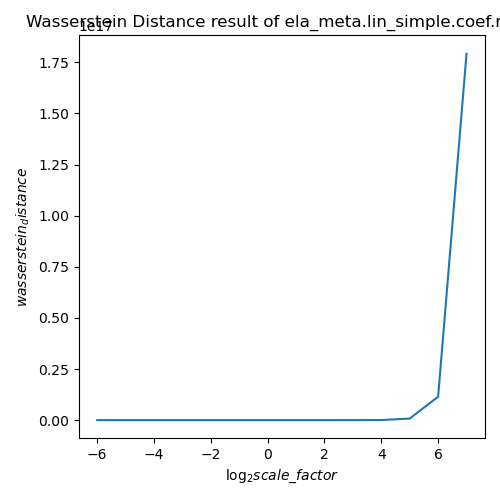 Wasserstein Distance result of ela_meta.lin_simple.coef.
1e17
1.75
1.50
1.25
1.00
0.75
0.50
0.25
0.00
wasserstein_distance
−6 −4 −2 0 2 4 6
log₂scale_factor